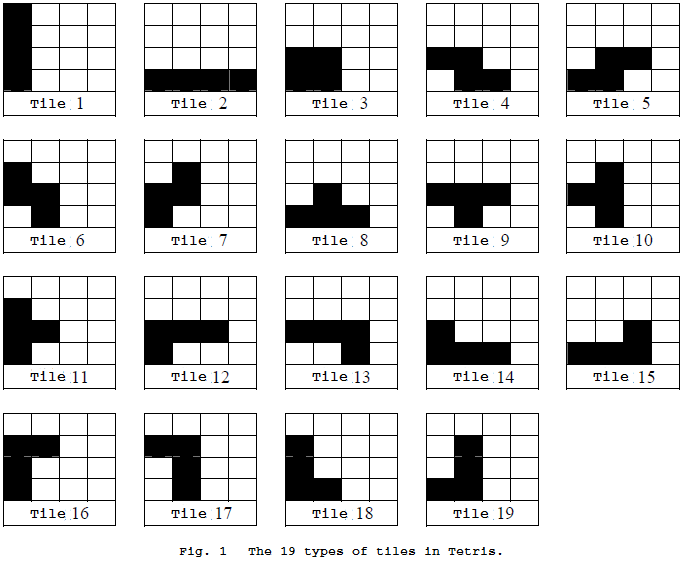 Tile 1 Tile 2 Tile 3 Tile 4 Tile 5
Tile 6 Tile 7 Tile 8 Tile 9 Tile 10
Tile 11 Tile 12 Tile 13 Tile 14 Tile 15
Tile 16 Tile 17 Tile 18 Tile 19
Fig. 1 The 19 types of tiles in Tetris.